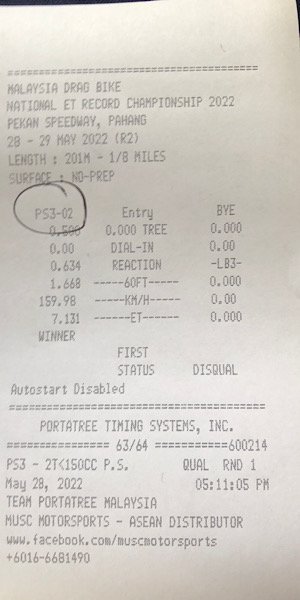 ========================================
MALAYSIA DRAG BIKE
NATIONAL ET RECORD CHAMPIONSHIP 2022
PEKAN SPEEDWAY, PAHANG
28 - 29 MAY 2022 (R2)
LENGTH : 201M - 1/8 MILES
SURFACE : NO-PREP
PS3-02 Entry BYE
0.500 0.000 TREE 0.000
0.00 DIAL-IN 0.00
0.634 REACTION -LB3-
1.668 -----60FT----- 0.000
159.98 -----KM/H----- 0.00
7.131 ------ET------ 0.000
WINNER
FIRST
STATUS DISQUAL
Autostart Disabled
========================================
PORTATREE TIMING SYSTEMS, INC.
================ 63/64 ===========600214
PS3 - 2T<150CC P.S. QUAL RND 1
May 28, 2022 05:11:05 PM
TEAM PORTATREE MALAYSIA
MUSC MOTORSPORTS - ASEAN DISTRIBUTOR
www.facebook.com/muscmotorsports
+6016-6681490